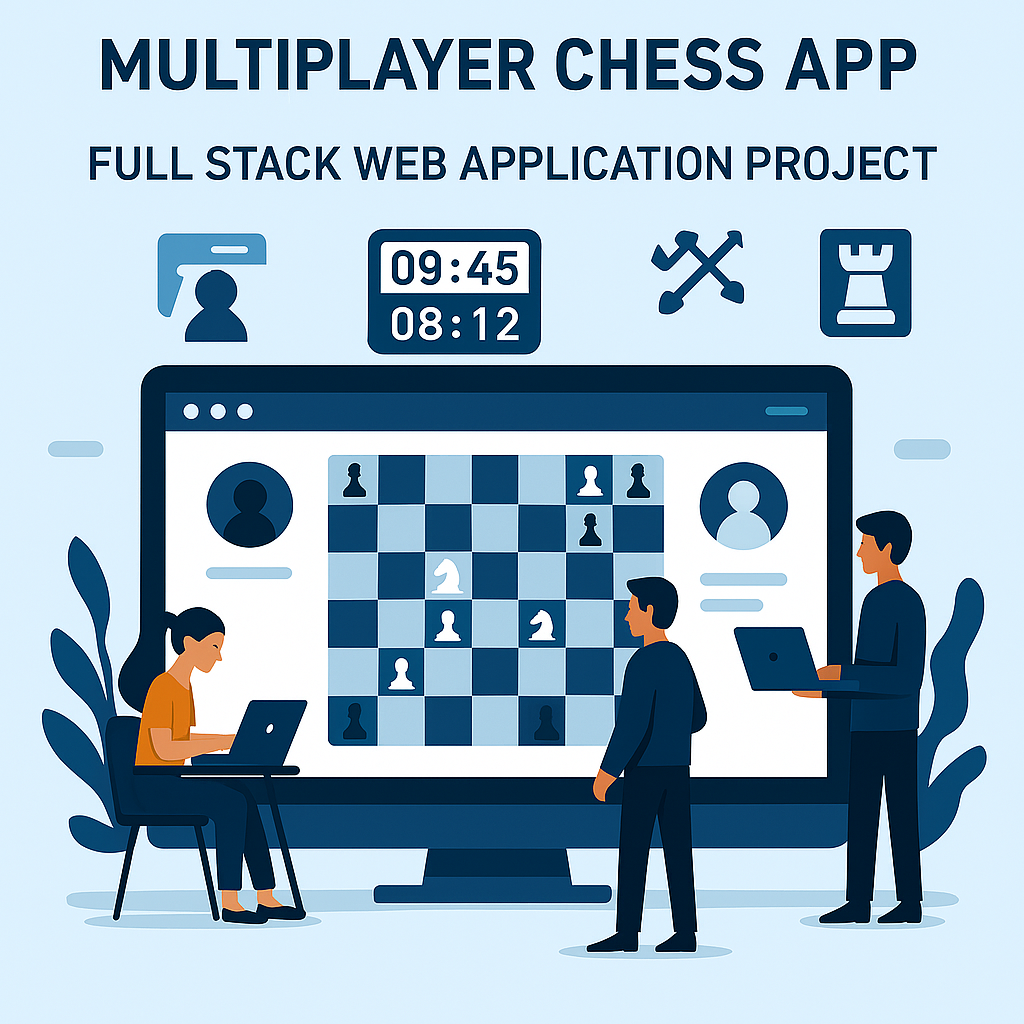 MULTIPLAYER CHESS APP
FULL STACK WEB APPLICATION PROJECT
09:45
08:12